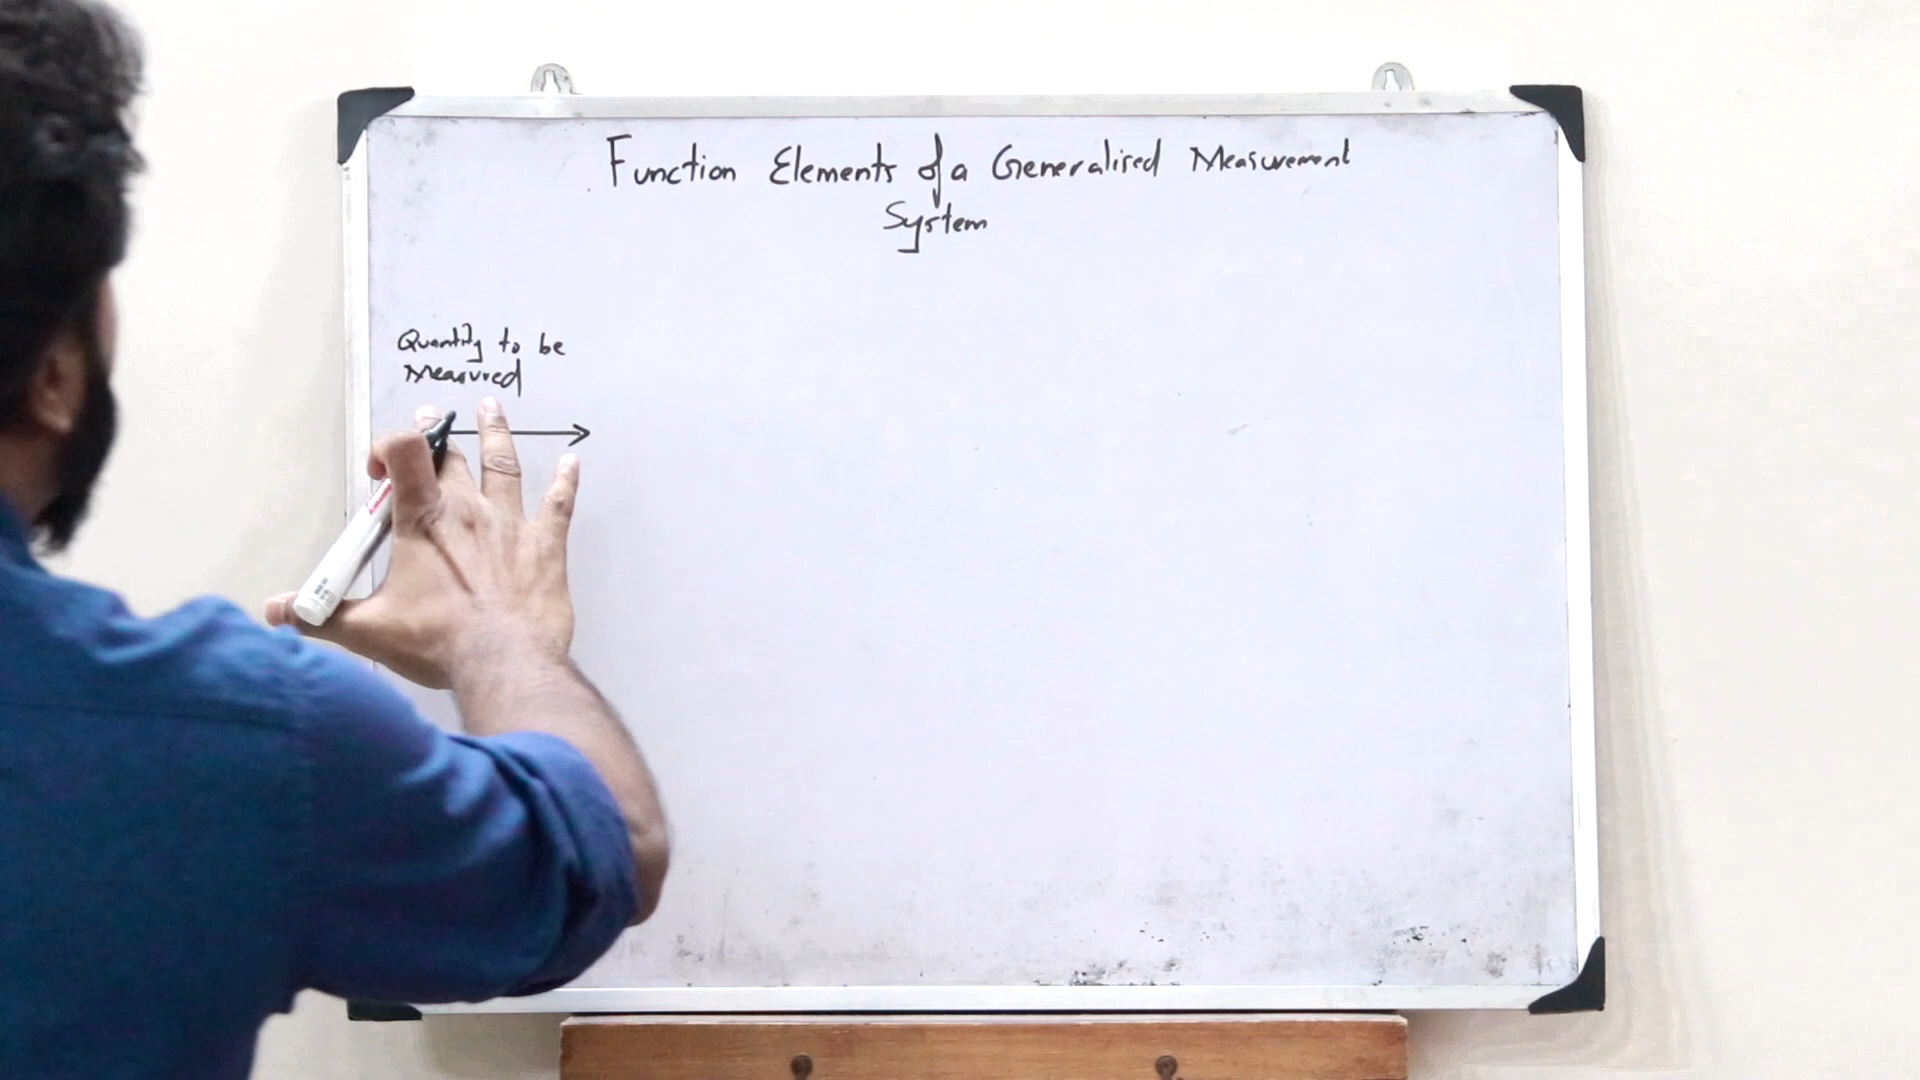 Function Elements of a Generalised Measurement
System
Quantity to be
Measured